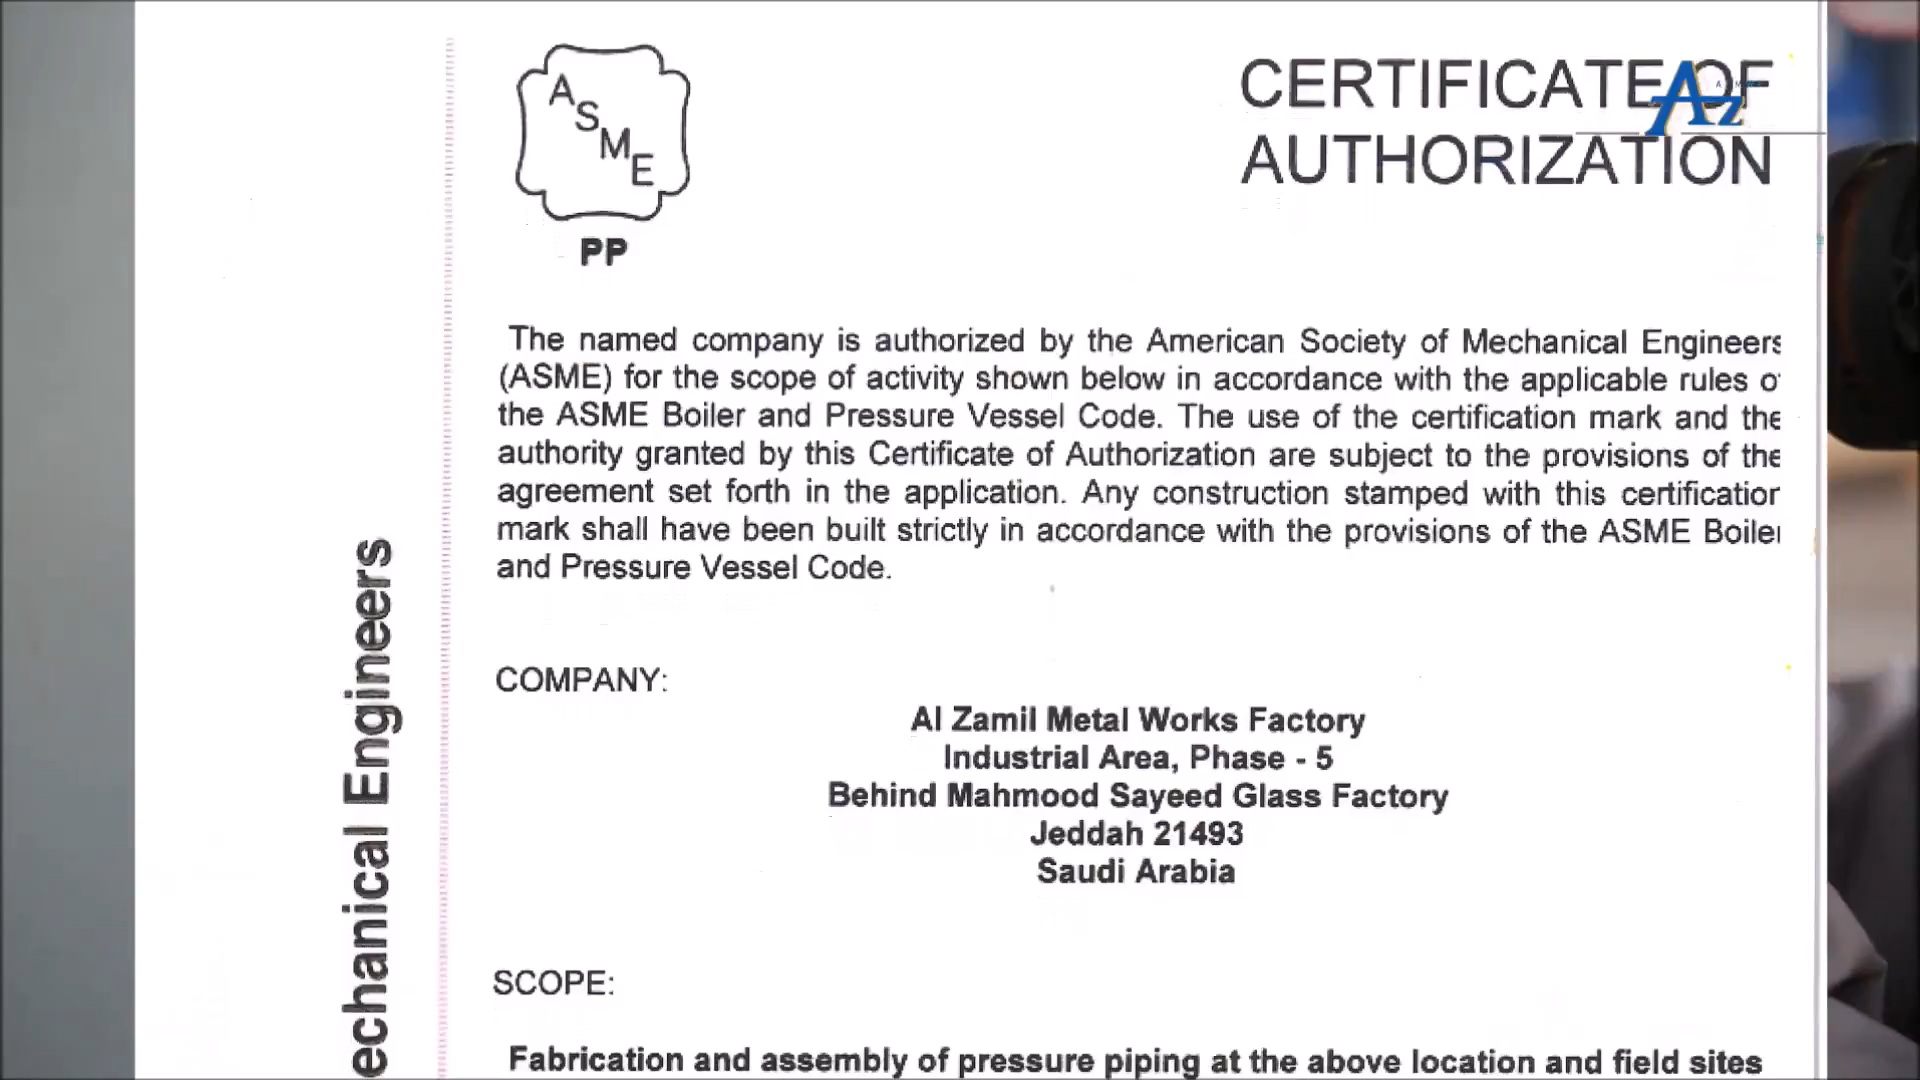 A
S
M
E
PP
CERTIFICATE OF
AUTHORIZATION
AZ
The named company is authorized by the American Society of Mechanical Engineers
(ASME) for the scope of activity shown below in accordance with the applicable rules o
the ASME Boiler and Pressure Vessel Code. The use of the certification mark and the
authority granted by this Certificate of Authorization are subject to the provisions of the
agreement set forth in the application. Any construction stamped with this certification
mark shall have been built strictly in accordance with the provisions of the ASME Boiler
and Pressure Vessel Code.
COMPANY:
Al Zamil Metal Works Factory
Industrial Area, Phase - 5
Behind Mahmood Sayeed Glass Factory
Jeddah 21493
Saudi Arabia
SCOPE:
Fabrication and assembly of pressure piping at the above location and field sites
echanical Engineers